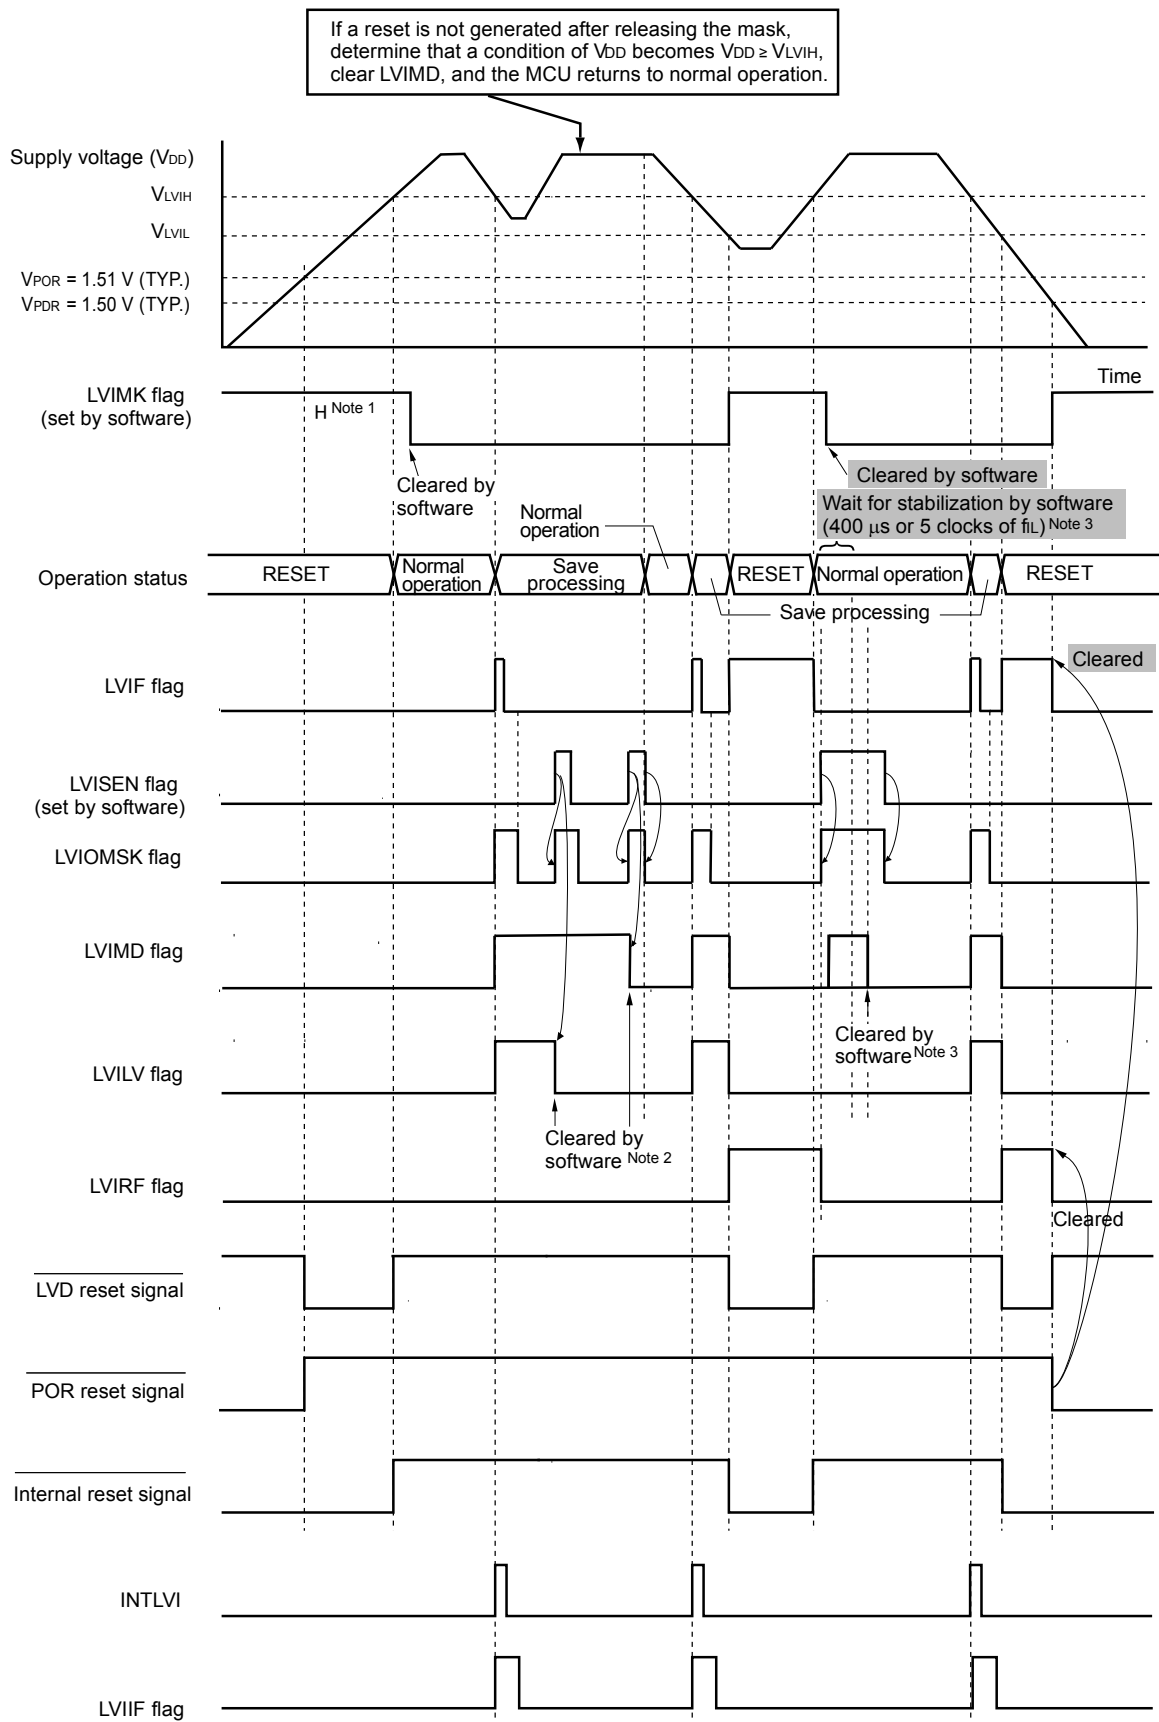 If a reset is not generated after releasing the mask,
determine that a condition of VDD becomes VDD ≥ VLVIH,
clear LVIMD, and the MCU returns to normal operation.
Supply voltage (VDD)
VLVIH
VLVIL
VPOR = 1.51 V (TYP.)
VPDR = 1.50 V (TYP.)
Time
LVIMK flag
(set by software)
H Note 1
Cleared by
software
Cleared by software
Wait for stabilization by software
(400 µs or 5 clocks of fIL) Note 3
Normal
operation
Operation status
RESET
Normal
operation
Save
processing
RESET
Normal operation
RESET
Save processing
LVIF flag
Cleared
LVISEN flag
(set by software)
LVIOMSK flag
LVIMD flag
Cleared by
software Note 3
LVILV flag
Cleared by
software Note 2
LVIRF flag
Cleared
LVD reset signal
POR reset signal
Internal reset signal
INTLVI
LVIIF flag